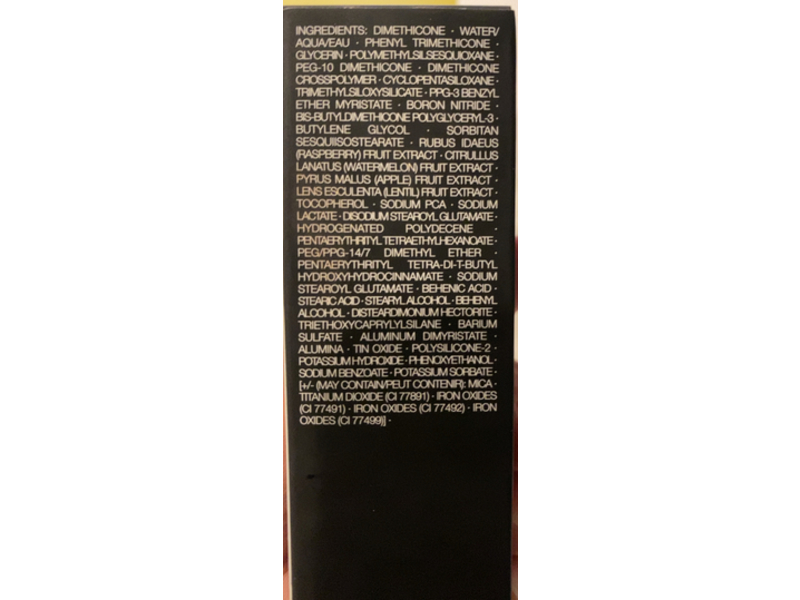 INGREDIENTS: DIMETHICONE · WATER/
AQUA/EAU · PHENYL TRIMETHICONE ·
GLYCERIN · POLYMETHYLSILSESQUIOXANE ·
PEG-10 DIMETHICONE · DIMETHICONE
CROSSPOLYMER · CYCLOPENTASILOXANE ·
TRIMETHYLSILOXYSILICATE · PPG-3 BENZYL
ETHER MYRISTATE · BORON NITRIDE ·
BIS-BUTYLDIMETHICONE POLYGLYCERYL-3 ·
BUTYLENE GLYCOL · SORBITAN
SESQUIISOSTEARATE · RUBUS IDAEUS
(RASPBERRY) FRUIT EXTRACT · CITRULLUS
LANATUS (WATERMELON) FRUIT EXTRACT ·
PYRUS MALUS (APPLE) FRUIT EXTRACT ·
LENS ESCULENTA (LENTIL) FRUIT EXTRACT ·
TOCOPHEROL · SODIUM PCA · SODIUM
LACTATE · DISODIUM STEAROYL GLUTAMATE ·
HYDROGENATED POLYDECENE ·
PENTAERYTHRITYL TETRAETHYLHEXANOATE ·
PEG/PPG-14/7 DIMETHYL ETHER ·
PENTAERYTHRITYL TETRA-DI-T-BUTYL
HYDROXYHYDROCINNAMATE · SODIUM
STEAROYL GLUTAMATE · BEHENIC ACID ·
STEARIC ACID · STEARYL ALCOHOL · BEHENYL
ALCOHOL · DISTEARDIMONIUM HECTORITE ·
TRIETHOXYCAPRYLYLSILANE · BARIUM
SULFATE · ALUMINUM DIMYRISTATE ·
ALUMINA · TIN OXIDE · POLYSILICONE-2 ·
POTASSIUM HYDROXIDE · PHENOXYETHANOL ·
SODIUM BENZOATE · POTASSIUM SORBATE ·
[+/- (MAY CONTAIN/PEUT CONTENIR): MICA ·
TITANIUM DIOXIDE (CI 77891) · IRON OXIDES
(CI 77491) · IRON OXIDES (CI 77492) · IRON
OXIDES (CI 77499)] ·